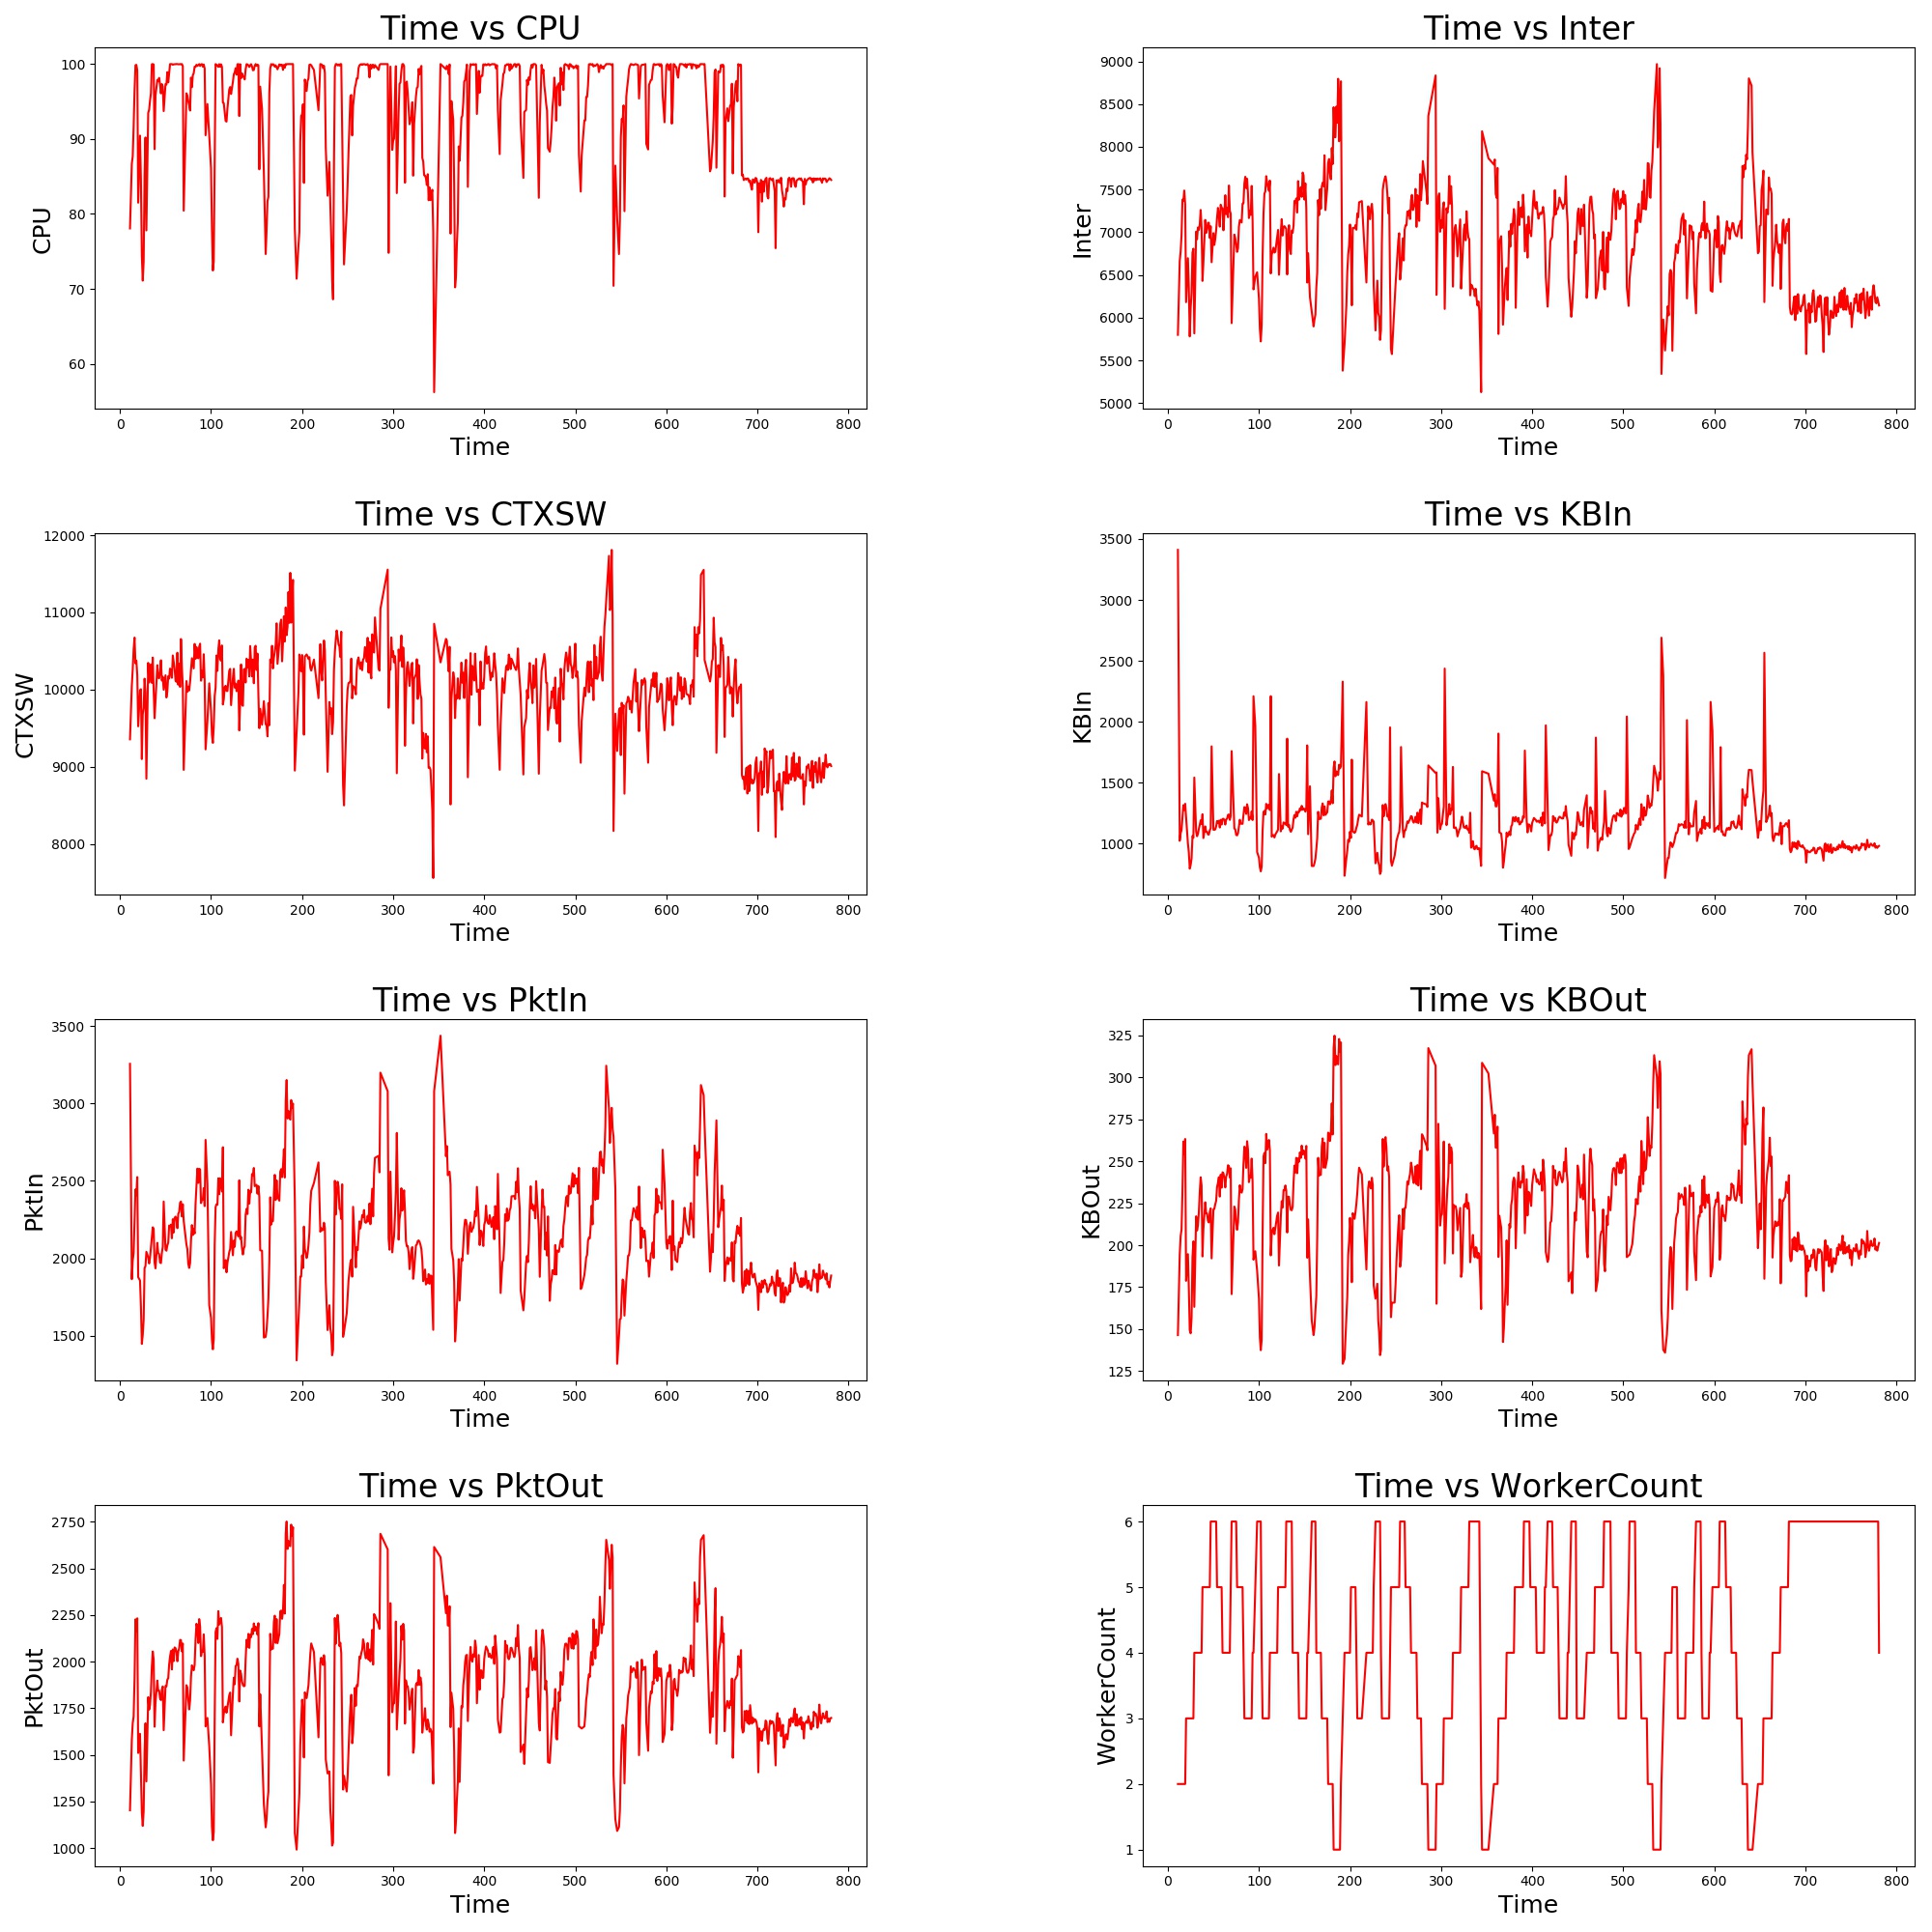 Time vs CPU
CPU
100
90
80
70
60
0 100 200 300 400 500 600 700 800
Time
Time vs Inter
Inter
9000
8500
8000
7500
7000
6500
6000
5500
5000
0 100 200 300 400 500 600 700 800
Time
Time vs CTXSW
CTXSW
12000
11000
10000
9000
8000
0 100 200 300 400 500 600 700 800
Time
Time vs KBIn
KBIn
3500
3000
2500
2000
1500
1000
0 100 200 300 400 500 600 700 800
Time
Time vs PktIn
PktIn
3500
3000
2500
2000
1500
0 100 200 300 400 500 600 700 800
Time
Time vs KBOut
KBOut
325
300
275
250
225
200
175
150
125
0 100 200 300 400 500 600 700 800
Time
Time vs PktOut
PktOut
2750
2500
2250
2000
1750
1500
1250
1000
0 100 200 300 400 500 600 700 800
Time
Time vs WorkerCount
WorkerCount
6
5
4
3
2
1
0 100 200 300 400 500 600 700 800
Time